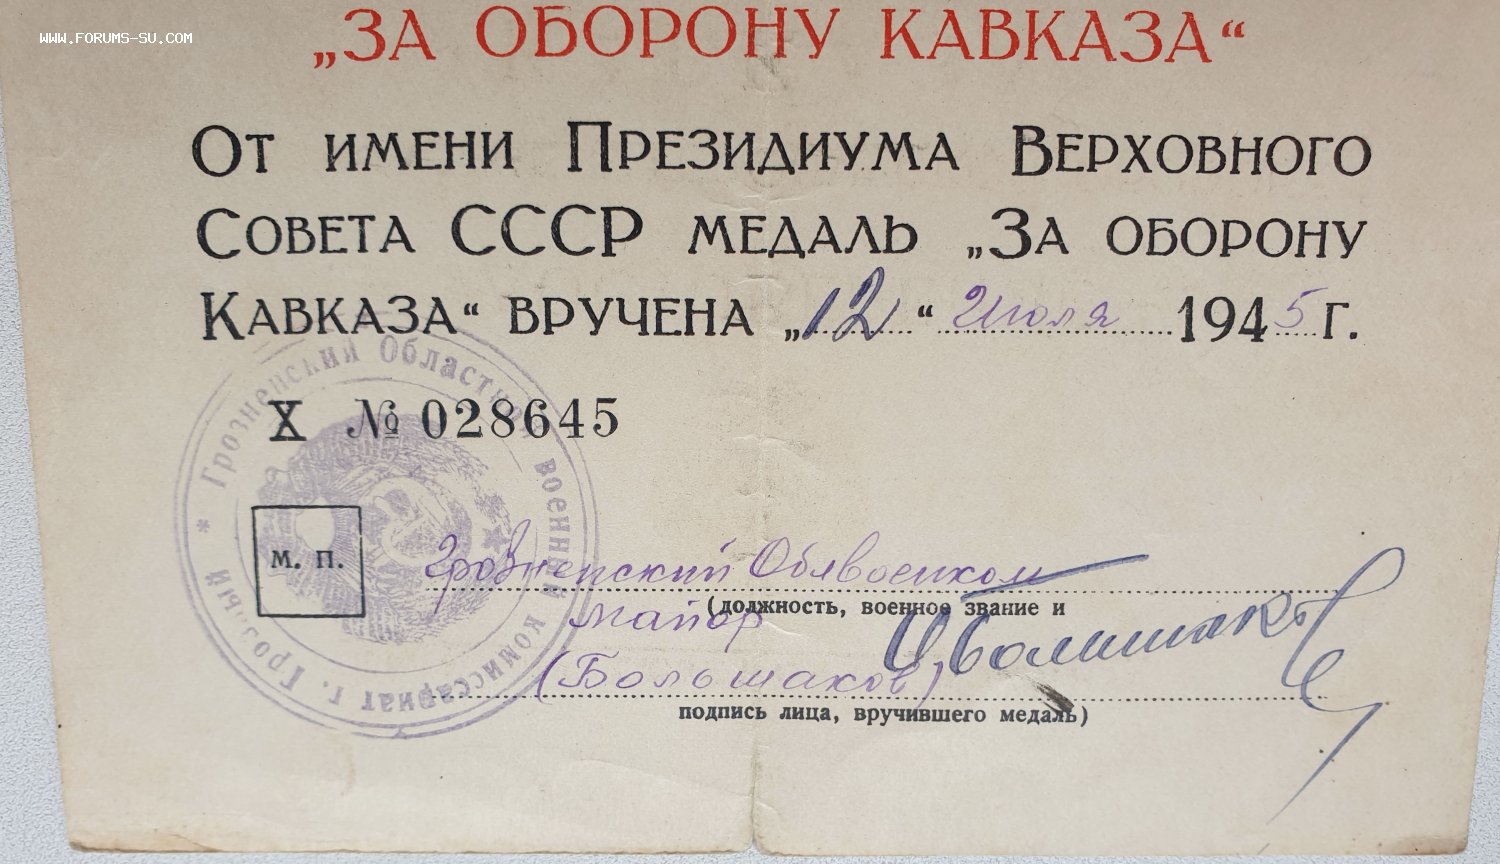 www.forums-su.com
„ЗА ОБОРОНУ КАВКАЗА“
От имени Президиума Верховного
Совета СССР медаль „За оборону
Кавказа“ вручена „12“ Июля 1945 г.
Х № 028645
Грозненский Областной военный комиссариат г. Грозный *
М. П.
Грозненский Облвоенком
(должность, военное звание и
Майор
(Большаков)
подпись лица, вручившего медаль)